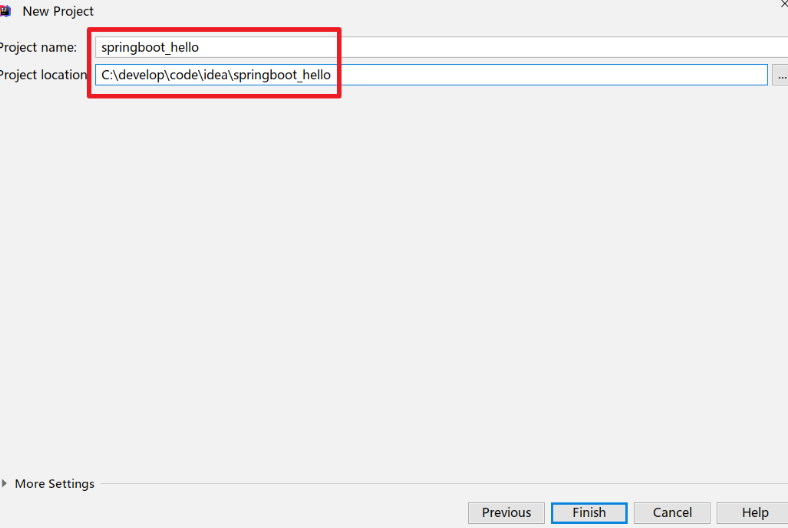 New Project
Project name: springboot_hello
Project location C:\develop\code\idea\springboot_hello ...
More Settings
Previous Finish Cancel Help